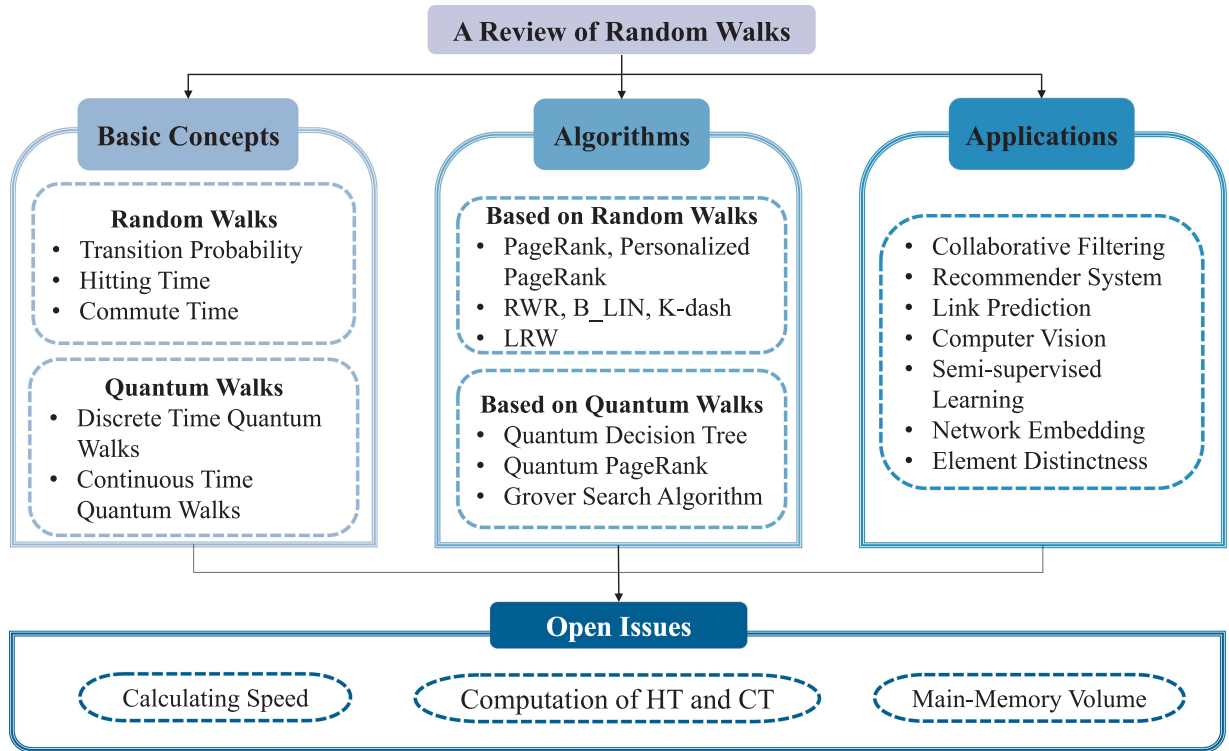 A Review of Random Walks
Basic Concepts
Random Walks
• Transition Probability
• Hitting Time
• Commute Time
Quantum Walks
• Discrete Time Quantum
Walks
• Continuous Time
Quantum Walks
Algorithms
Based on Random Walks
• PageRank, Personalized
PageRank
• RWR, B_LIN, K-dash
• LRW
Based on Quantum Walks
• Quantum Decision Tree
• Quantum PageRank
• Grover Search Algorithm
Applications
• Collaborative Filtering
• Recommender System
• Link Prediction
• Computer Vision
• Semi-supervised
Learning
• Network Embedding
• Element Distinctness
Open Issues
Calculating Speed
Computation of HT and CT
Main-Memory Volume